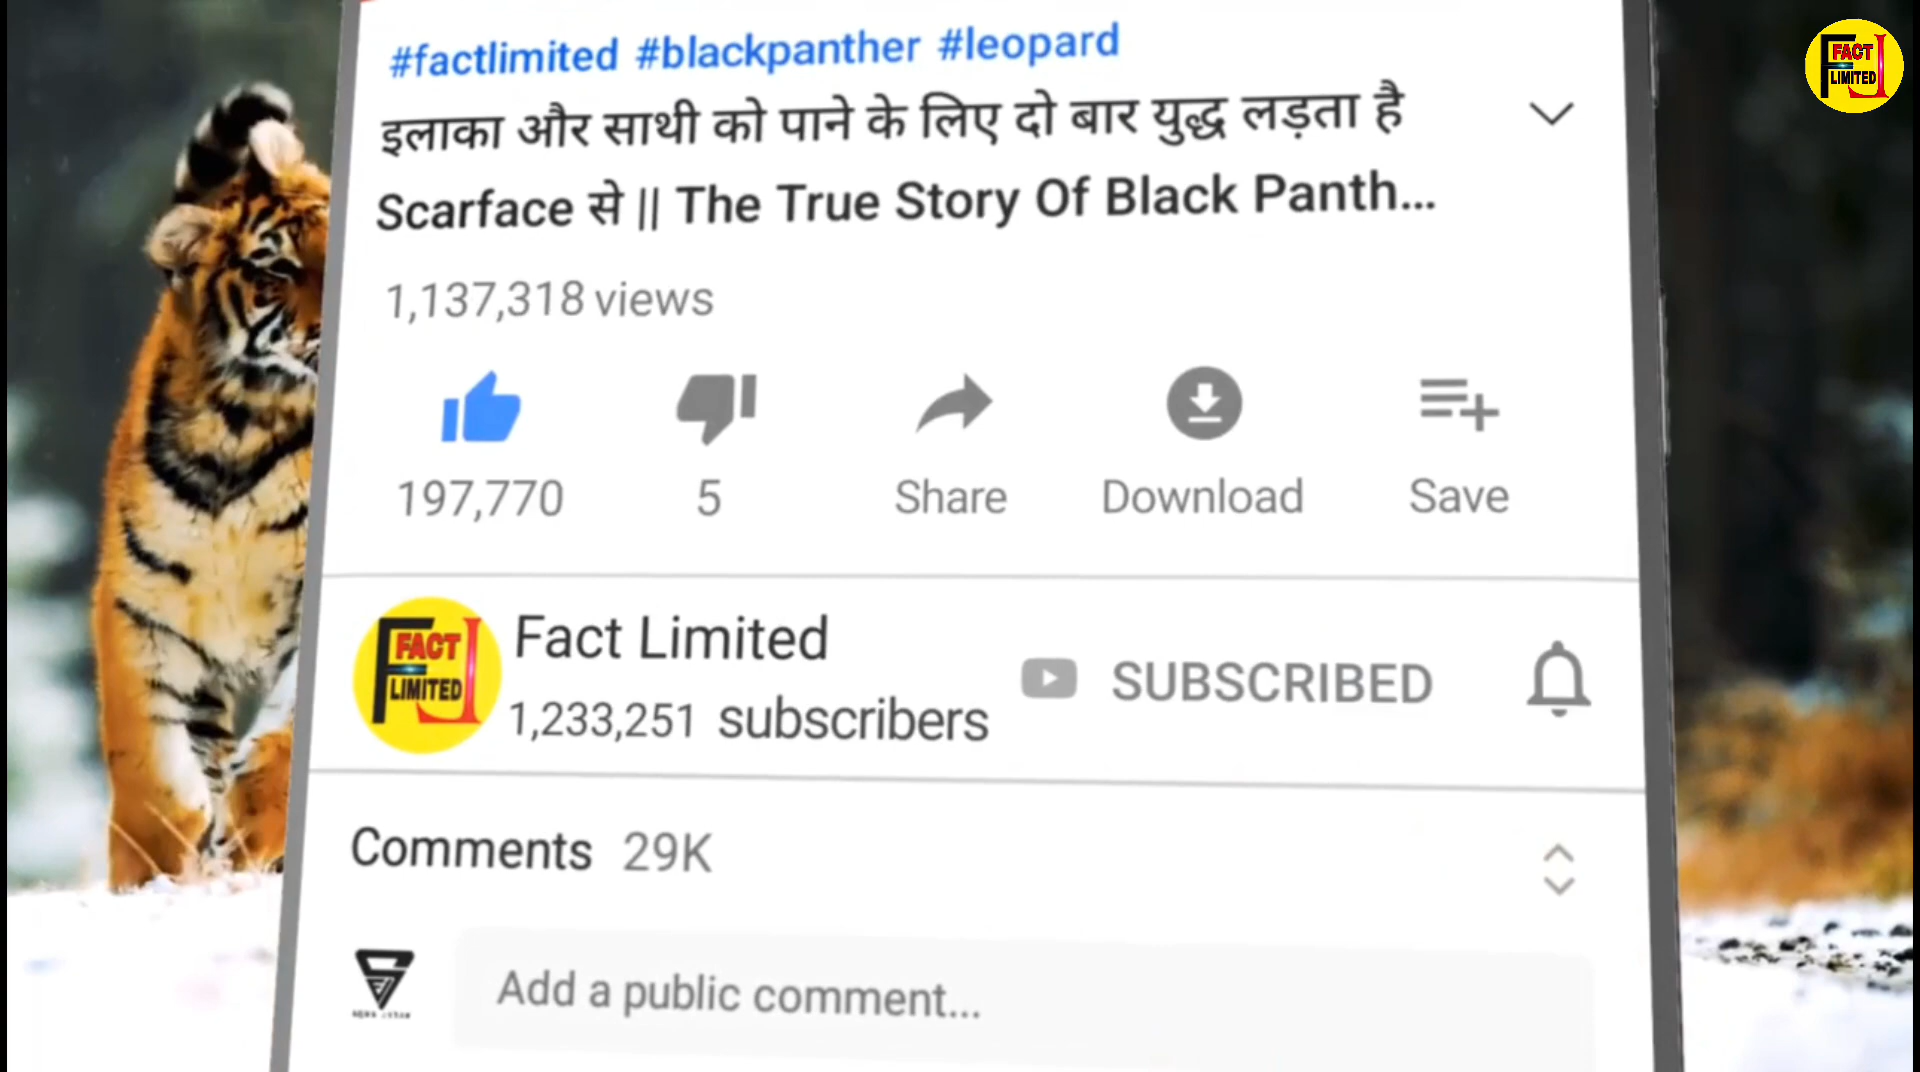 #factlimited #blackpanther #leopard
इलाका और साथी को पाने के लिए दो बार युद्ध लड़ता है
Scarface से || The True Story Of Black Panth...
1,137,318 views
197,770 5 Share Download Save
FACT LIMITED
Fact Limited
1,233,251 subscribers
SUBSCRIBED
Comments 29K
Add a public comment...
FACT
LIMITED